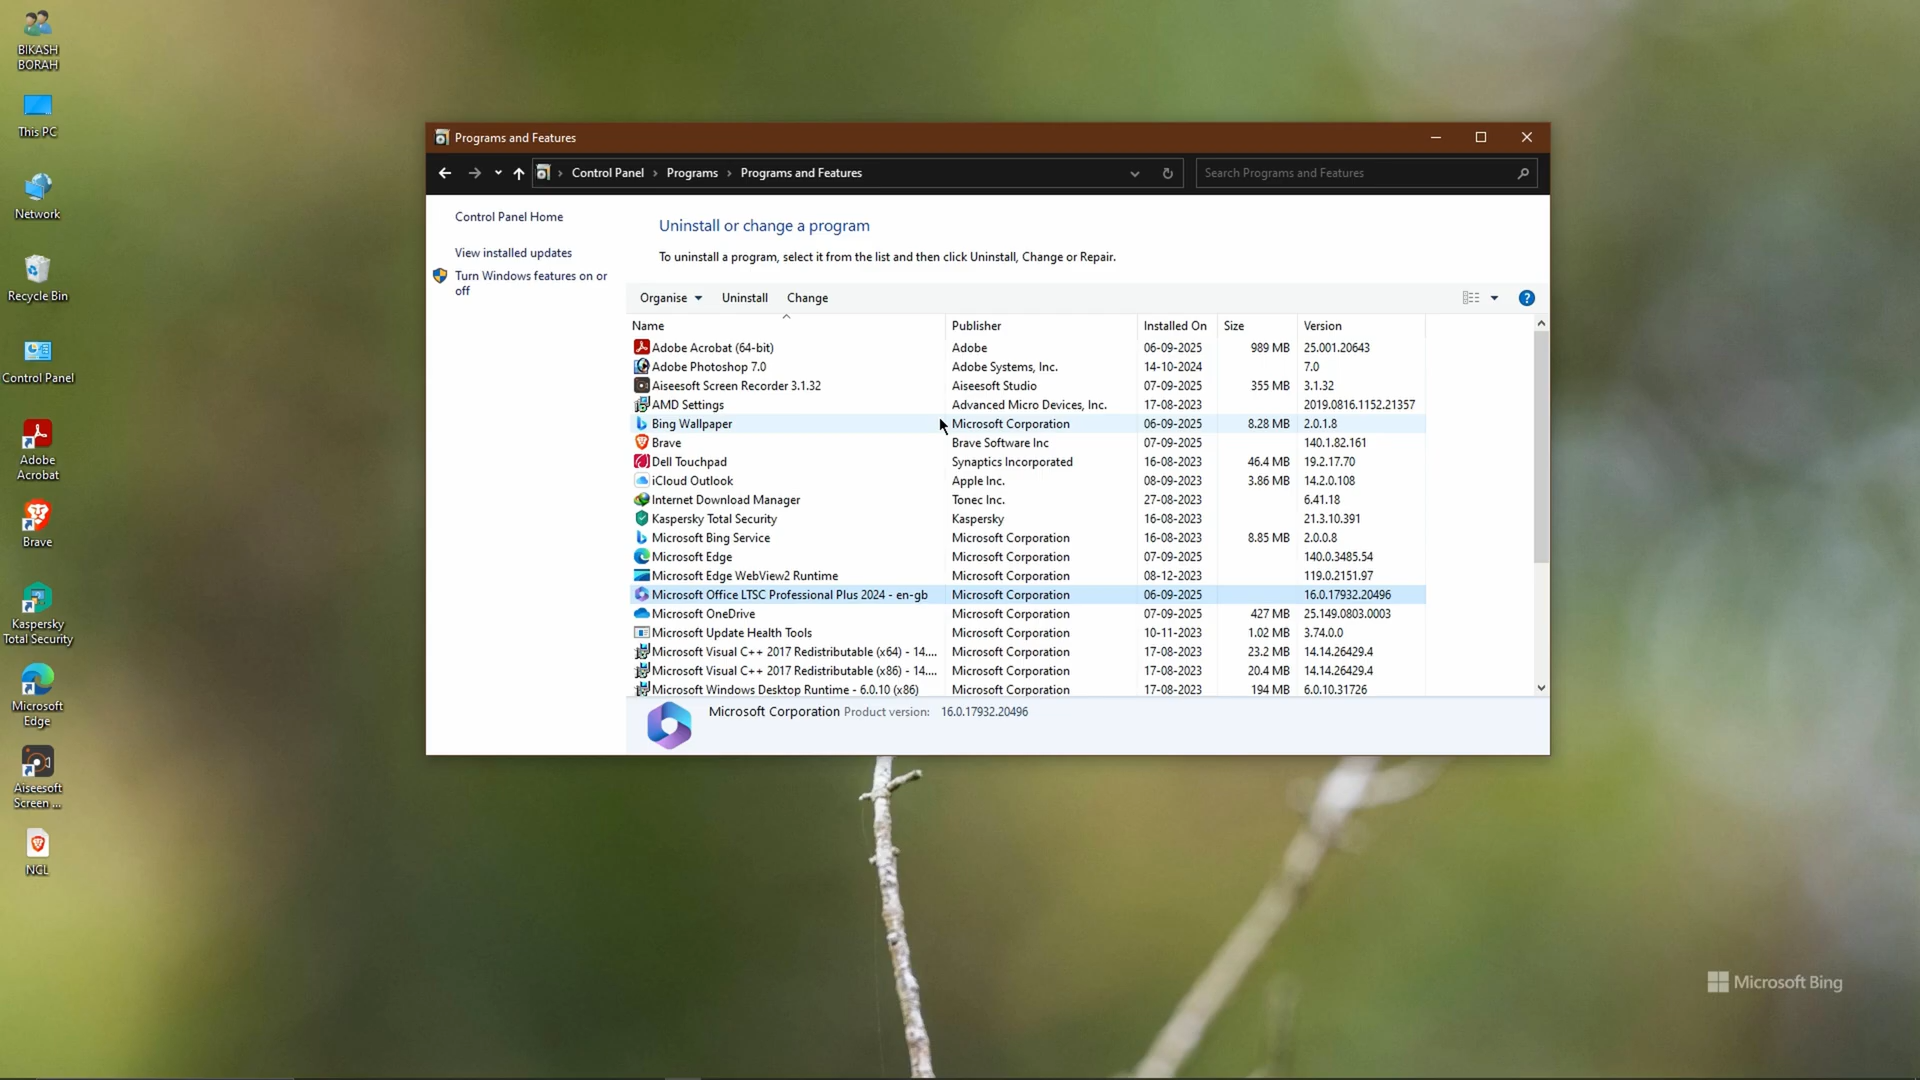 BIKASH
BORAH
This PC
Network
Recycle Bin
Control Panel
Adobe
Acrobat
Brave
Kaspersky
Total Security
Microsoft
Edge
Aiseesoft
Screen ...
NCL
Programs and Features
Control Panel > Programs > Programs and Features
Search Programs and Features
Control Panel Home
View installed updates
Turn Windows features on or
off
Uninstall or change a program
To uninstall a program, select it from the list and then click Uninstall, Change or Repair.
Organise Uninstall Change
Name Publisher Installed On Size Version
Adobe Acrobat (64-bit) Adobe 06-09-2025 989 MB 25.001.20643
Adobe Photoshop 7.0 Adobe Systems, Inc. 14-10-2024 7.0
Aiseesoft Screen Recorder 3.1.32 Aiseesoft Studio 07-09-2025 355 MB 3.1.32
AMD Settings Advanced Micro Devices, Inc. 17-08-2023 2019.0816.1152.21357
Bing Wallpaper Microsoft Corporation 06-09-2025 8.28 MB 2.0.1.8
Brave Brave Software Inc 07-09-2025 140.1.82.161
Dell Touchpad Synaptics Incorporated 16-08-2023 46.4 MB 19.2.17.70
iCloud Outlook Apple Inc. 08-09-2023 3.86 MB 14.2.0.108
Internet Download Manager Tonec Inc. 27-08-2023 6.41.18
Kaspersky Total Security Kaspersky 16-08-2023 21.3.10.391
Microsoft Bing Service Microsoft Corporation 16-08-2023 8.85 MB 2.0.0.8
Microsoft Edge Microsoft Corporation 07-09-2025 140.0.3485.54
Microsoft Edge WebView2 Runtime Microsoft Corporation 08-12-2023 119.0.2151.97
Microsoft Office LTSC Professional Plus 2024 - en-gb Microsoft Corporation 06-09-2025 16.0.17932.20496
Microsoft OneDrive Microsoft Corporation 07-09-2025 427 MB 25.149.0803.0003
Microsoft Update Health Tools Microsoft Corporation 10-11-2023 1.02 MB 3.74.0.0
Microsoft Visual C++ 2017 Redistributable (x64) - 14.... Microsoft Corporation 17-08-2023 23.2 MB 14.14.26429.4
Microsoft Visual C++ 2017 Redistributable (x86) - 14.... Microsoft Corporation 17-08-2023 20.4 MB 14.14.26429.4
Microsoft Windows Desktop Runtime - 6.0.10 (x86) Microsoft Corporation 17-08-2023 194 MB 6.0.10.31726
Microsoft Corporation Product version: 16.0.17932.20496
Microsoft Bing